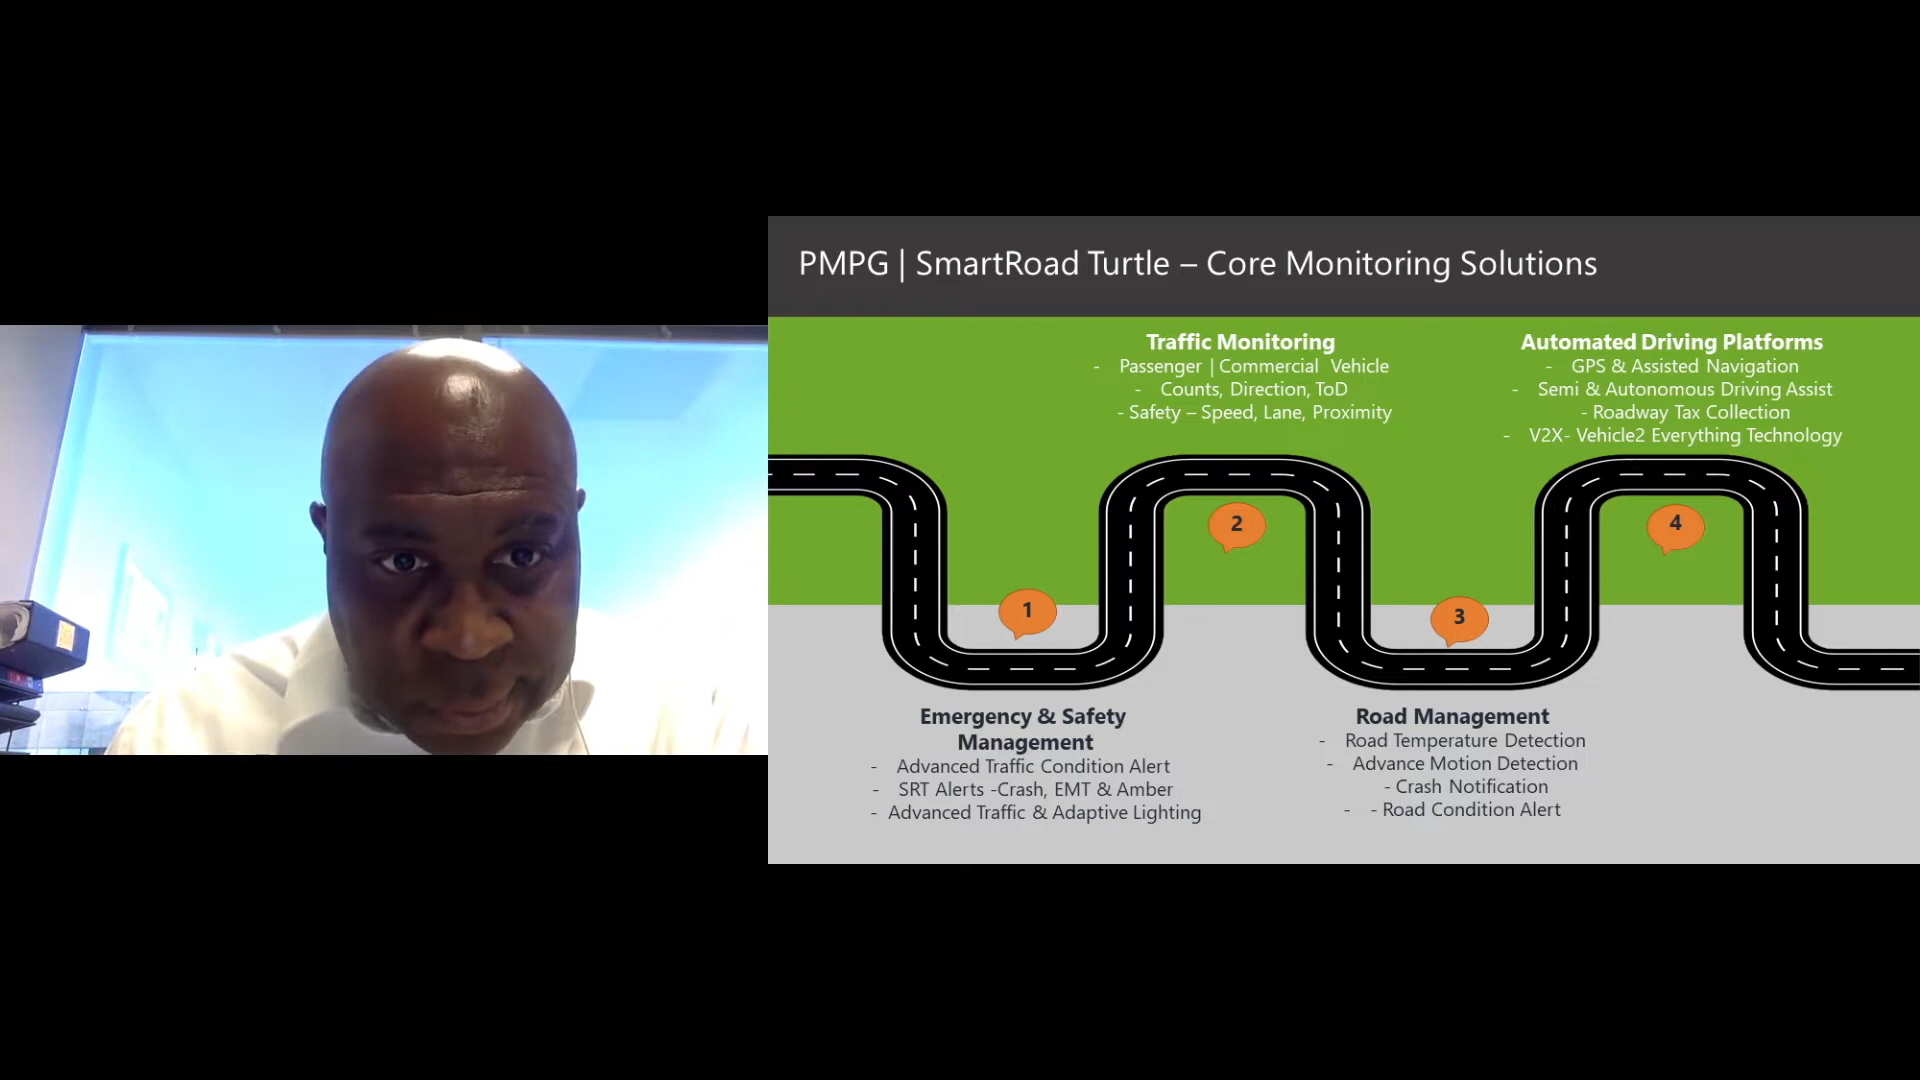 PMPG | SmartRoad Turtle – Core Monitoring Solutions
Traffic Monitoring
- Passenger | Commercial Vehicle
- Counts, Direction, ToD
- Safety – Speed, Lane, Proximity
Automated Driving Platforms
- GPS & Assisted Navigation
- Semi & Autonomous Driving Assist
- Roadway Tax Collection
- V2X- Vehicle2 Everything Technology
1
2
3
4
Emergency & Safety
Management
- Advanced Traffic Condition Alert
- SRT Alerts -Crash, EMT & Amber
- Advanced Traffic & Adaptive Lighting
Road Management
- Road Temperature Detection
- Advance Motion Detection
- Crash Notification
- - Road Condition Alert